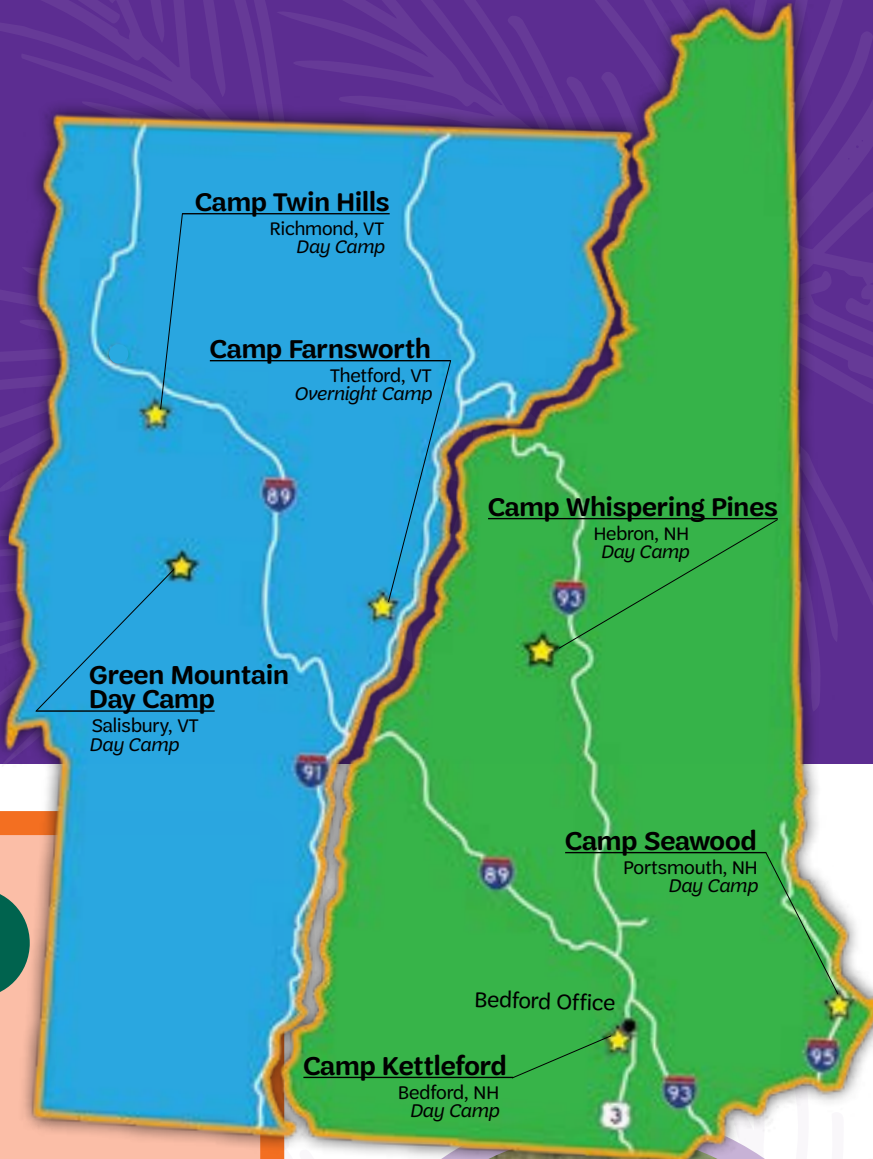 Camp Twin Hills
Richmond, VT
Day Camp
Camp Farnsworth
Thetford, VT
Overnight Camp
89
Camp Whispering Pines
Hebron, NH
Day Camp
93
Green Mountain
Day Camp
Salisbury, VT
Day Camp
91
Camp Seawood
Portsmouth, NH
Day Camp
89
Bedford Office
95
Camp Kettleford
Bedford, NH
Day Camp
93
3